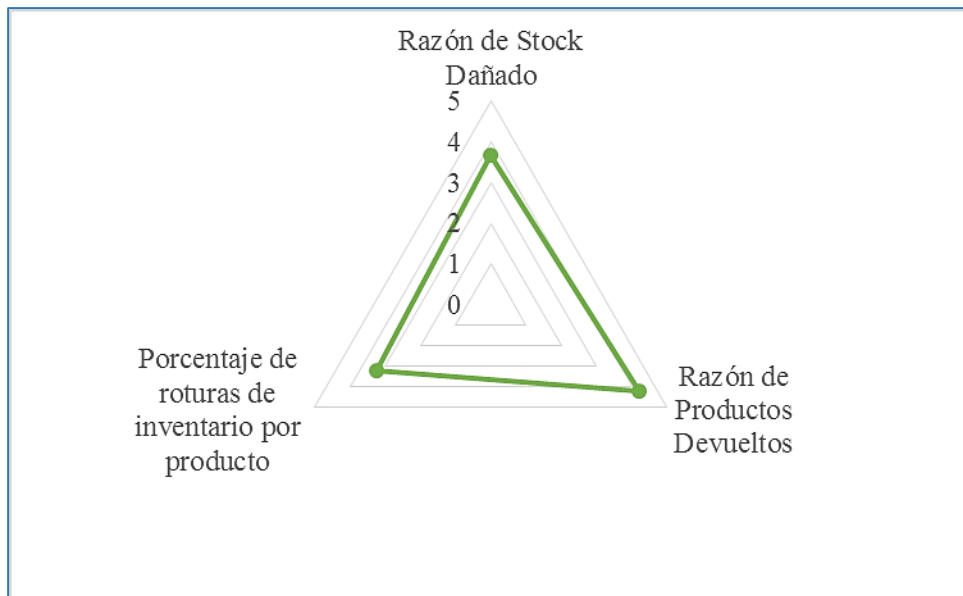 Razón de Stock
Dañado
5
4
3
2
1
0
Porcentaje de
roturas de
inventario por
producto
Razón de
Productos
Devueltos